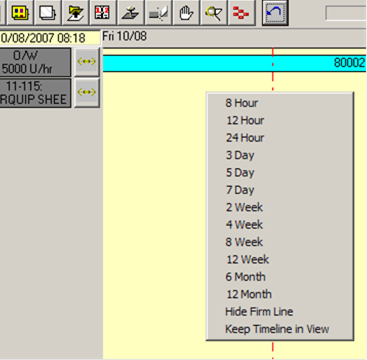 0/08/2007 08:18 Fri 10/08
O/W
5000 U/hr
80002
11-115:
RQUIP SHEE
8 Hour
12 Hour
24 Hour
3 Day
5 Day
7 Day
2 Week
4 Week
8 Week
12 Week
6 Month
12 Month
Hide Firm Line
Keep Timeline in View